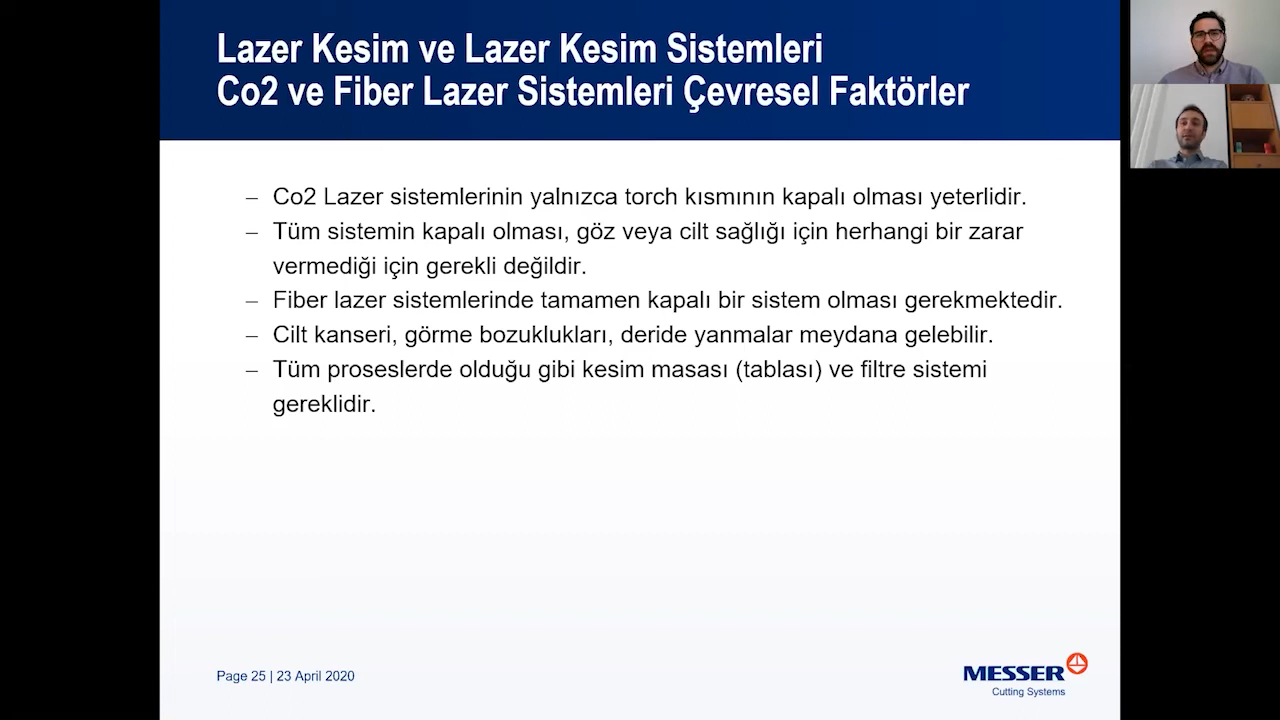 Lazer Kesim ve Lazer Kesim Sistemleri
Co2 ve Fiber Lazer Sistemleri Çevresel Faktörler
– Co2 Lazer sistemlerinin yalnızca torch kısmının kapalı olması yeterlidir.
– Tüm sistemin kapalı olması, göz veya cilt sağlığı için herhangi bir zarar
vermediği için gerekli değildir.
– Fiber lazer sistemlerinde tamamen kapalı bir sistem olması gerekmektedir.
– Cilt kanseri, görme bozuklukları, deride yanmalar meydana gelebilir.
– Tüm proseslerde olduğu gibi kesim masası (tablası) ve filtre sistemi
gereklidir.
Page 25 | 23 April 2020
MESSER
Cutting Systems